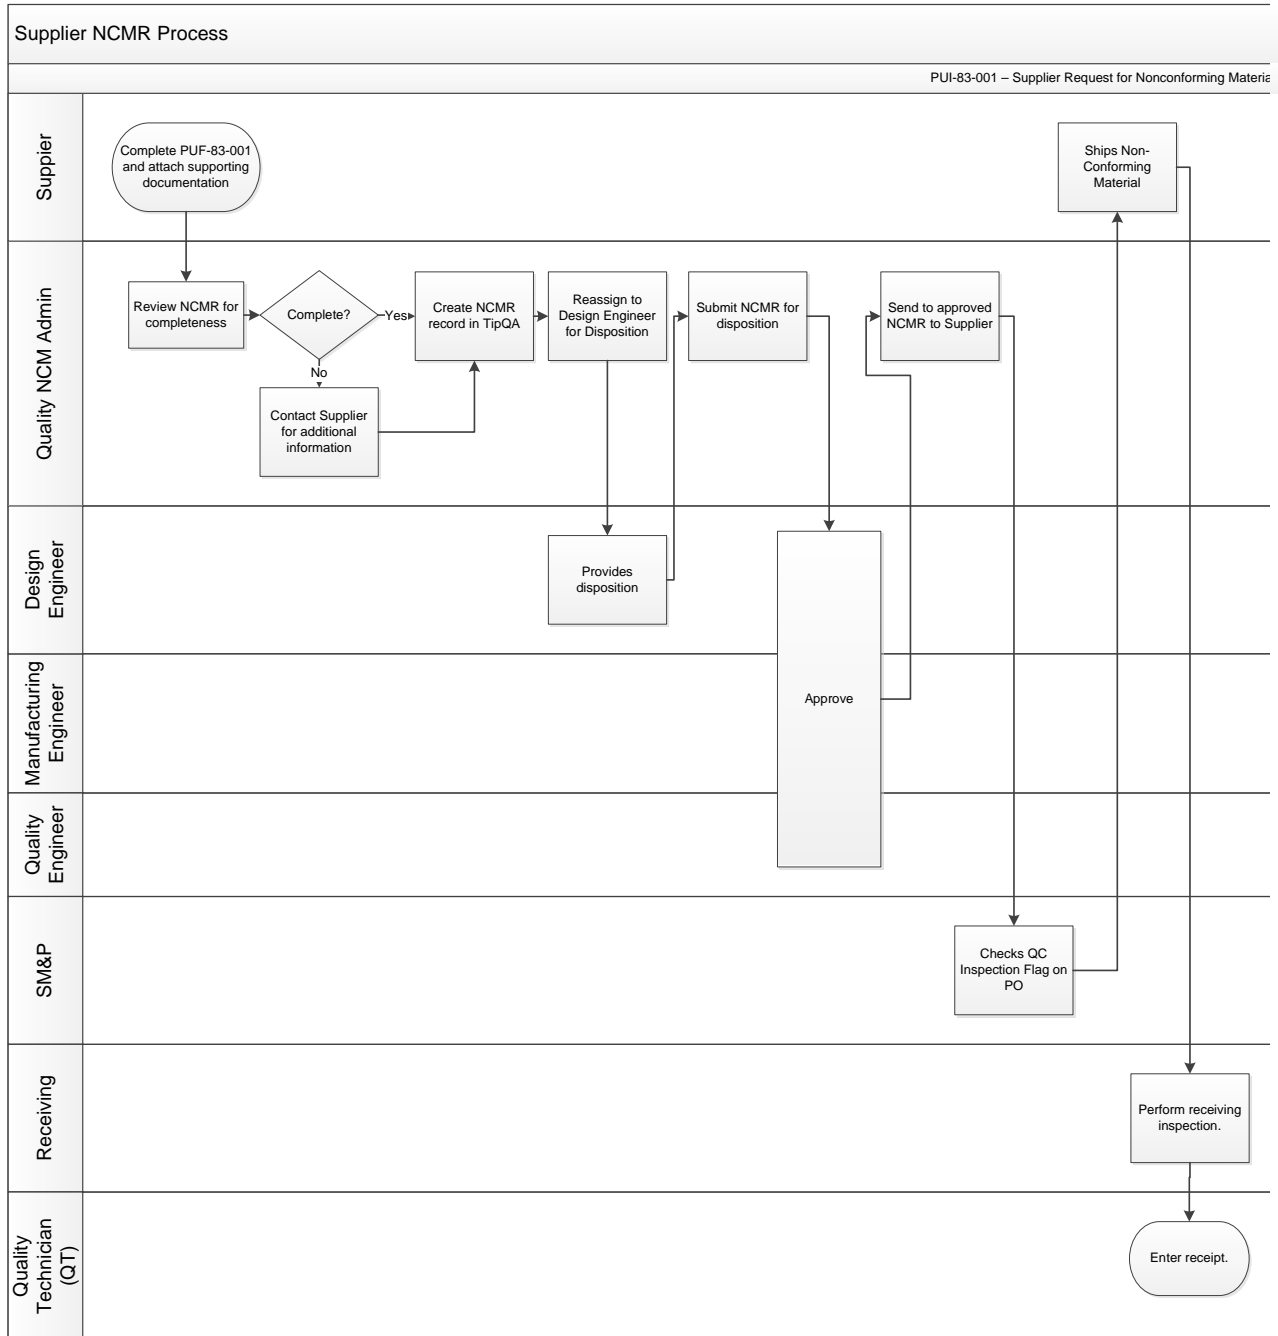 Supplier NCMR Process
PUI-83-001 – Supplier Request for Nonconforming Materia
Suppier
Complete PUF-83-001
and attach supporting
documentation
Ships Non-
Conforming
Material
Quality NCM Admin
Review NCMR for
completeness
Complete?
Yes
No
Contact Supplier
for additional
information
Create NCMR
record in TipQA
Reassign to
Design Engineer
for Disposition
Submit NCMR for
disposition
Send to approved
NCMR to Supplier
Design
Engineer
Provides
disposition
Manufacturing
Engineer
Approve
Quality
Engineer
SM&P
Checks QC
Inspection Flag on
PO
Receiving
Perform receiving
inspection.
Quality
Technician
(QT)
Enter receipt.